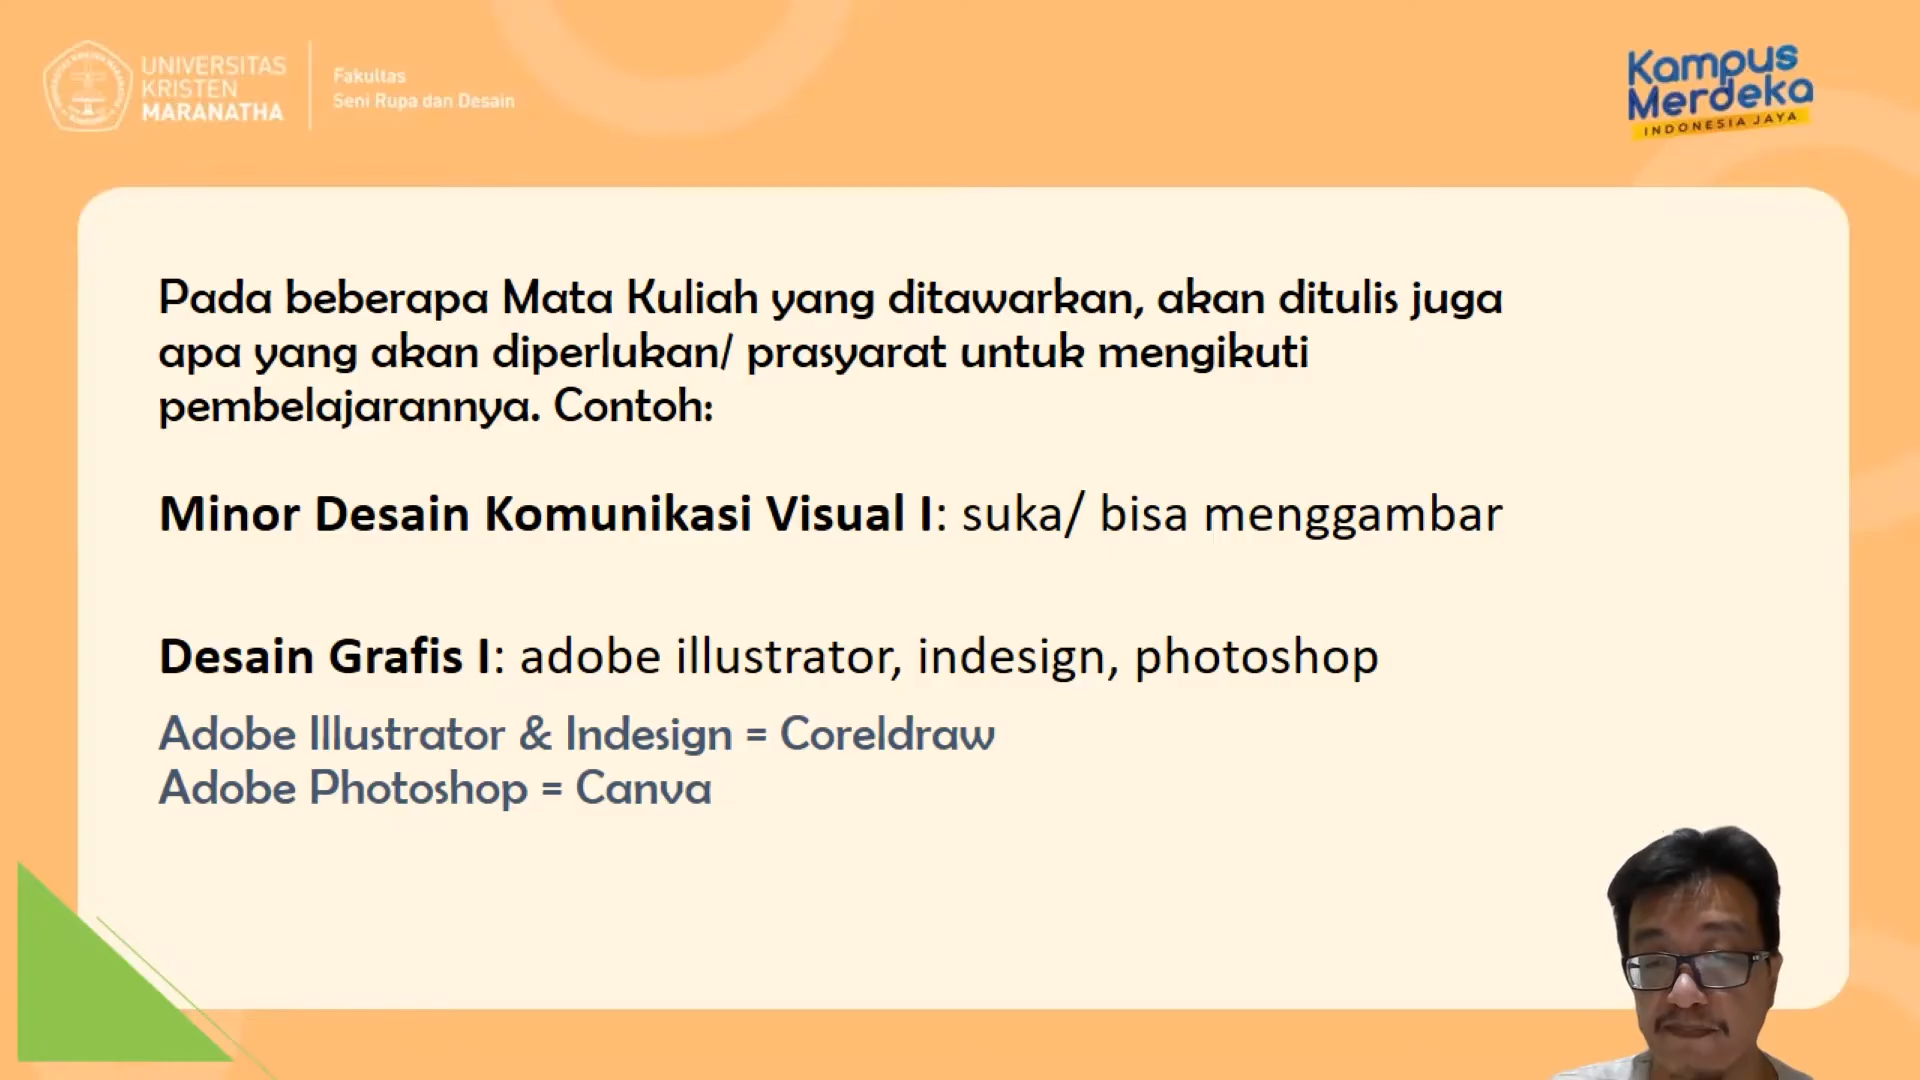 UNIVERSITAS
KRISTEN
MARANATHA
Fakultas
Seni Rupa dan Desain
Kampus
Merdeka
INDONESIA JAYA
Pada beberapa Mata Kuliah yang ditawarkan, akan ditulis juga
apa yang akan diperlukan/ prasyarat untuk mengikuti
pembelajarannya. Contoh:
Minor Desain Komunikasi Visual I: suka/ bisa menggambar
Desain Grafis I: adobe illustrator, indesign, photoshop
Adobe Illustrator & Indesign = Coreldraw
Adobe Photoshop = Canva